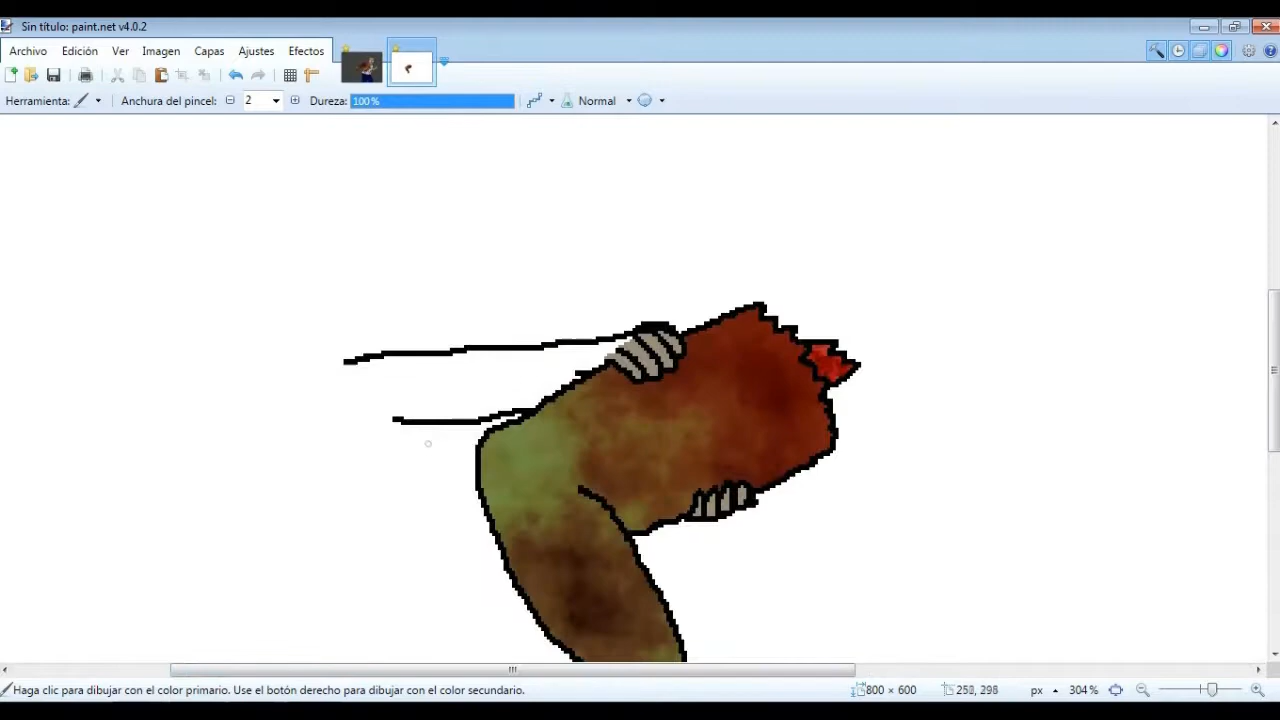 Sin título: paint.net v4.0.2
Archivo Edición Ver Imagen Capas Ajustes Efectos
Herramienta: Anchura del pincel: 2 Dureza: 100% Normal
Haga clic para dibujar con el color primario. Use el botón derecho para dibujar con el color secundario. 800 × 600 258, 298 px 304%